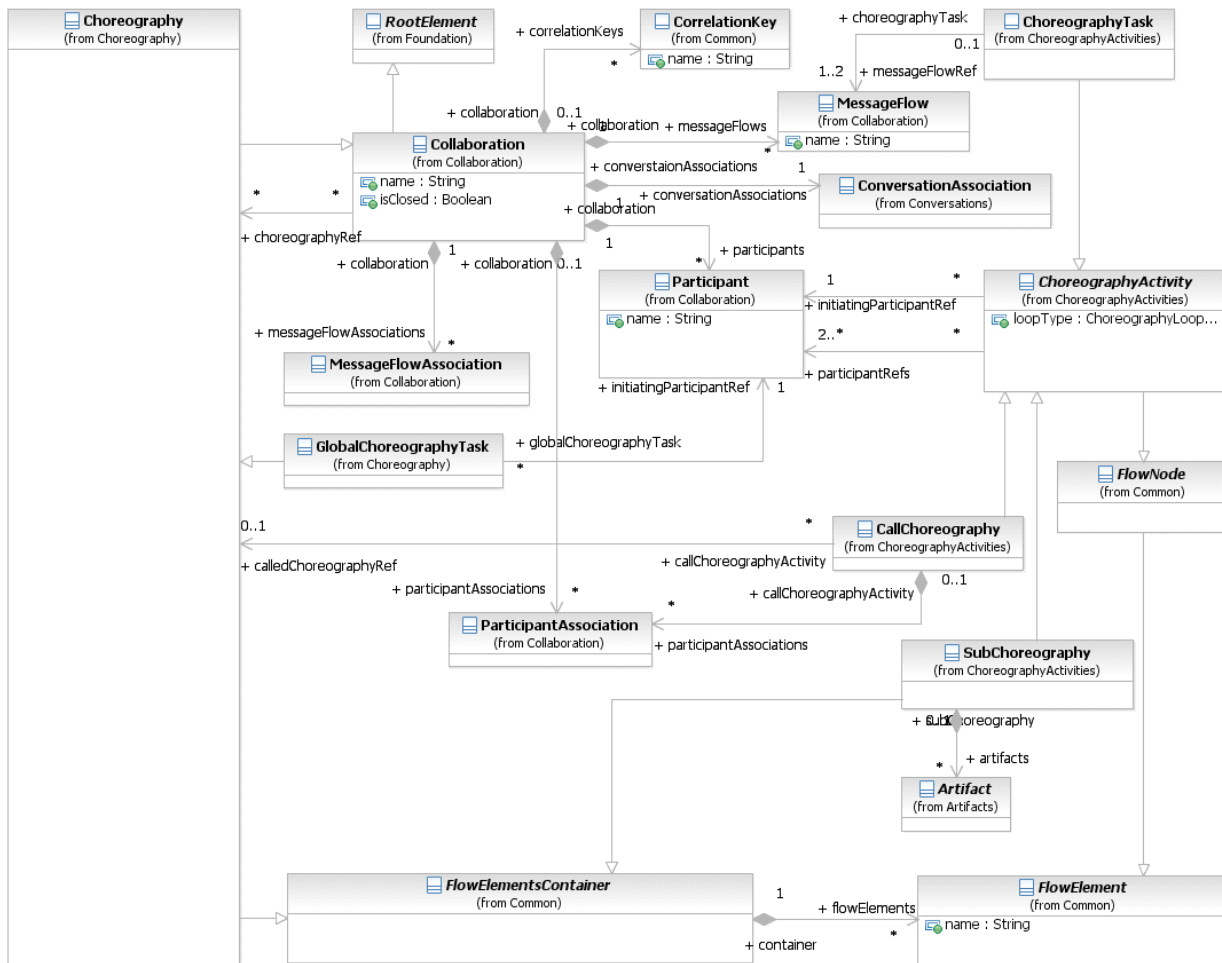 Choreography
(from Choreography)
RootElement
(from Foundation)
CorrelationKey
(from Common)
name : String
ChoreographyTask
(from ChoreographyActivities)
+ correlationKeys
*
+ choreographyTask
0..1
1..2
+ messageFlowRef
MessageFlow
(from Collaboration)
name : String
+ collaboration
0..1
+ collaboration
1
+ messageFlows
*
Collaboration
(from Collaboration)
name : String
isClosed : Boolean
+ converstaionAssociations
1
+ conversationAssociations
1
ConversationAssociation
(from Conversations)
*
*
+ choreographyRef
+ collaboration
1
+ participants
*
+ collaboration
1
+ collaboration
0..1
Participant
(from Collaboration)
name : String
1
*
+ initiatingParticipantRef
2..*
*
+ participantRefs
ChoreographyActivity
(from ChoreographyActivities)
loopType : ChoreographyLoop...
+ messageFlowAssociations
*
MessageFlowAssociation
(from Collaboration)
+ initiatingParticipantRef
1
GlobalChoreographyTask
(from Choreography)
+ globalChoreographyTask
*
FlowNode
(from Common)
0..1
*
+ calledChoreographyRef
+ callChoreographyActivity
CallChoreography
(from ChoreographyActivities)
0..1
+ callChoreographyActivity
+ participantAssociations
*
*
+ participantAssociations
ParticipantAssociation
(from Collaboration)
SubChoreography
(from ChoreographyActivities)
+ subChoreography
0..1
+ artifacts
*
Artifact
(from Artifacts)
FlowElementsContainer
(from Common)
1
+ flowElements
*
+ container
FlowElement
(from Common)
name : String